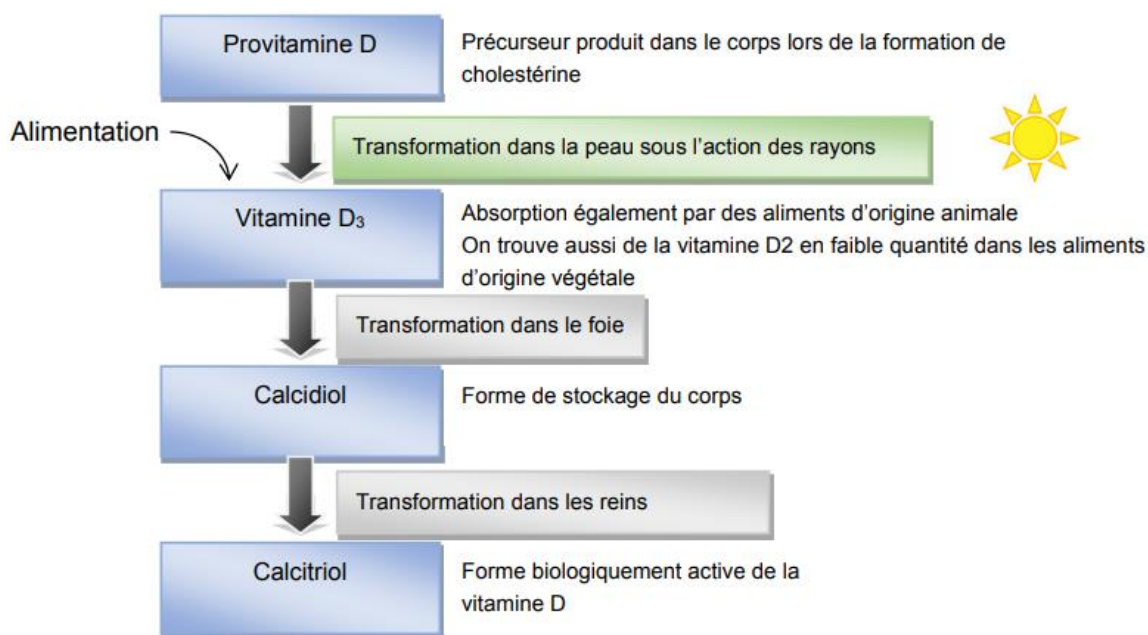 Provitamine D
Précurseur produit dans le corps lors de la formation de
cholestérine
Alimentation
Transformation dans la peau sous l’action des rayons
Vitamine D₃
Absorption également par des aliments d’origine animale
On trouve aussi de la vitamine D2 en faible quantité dans les aliments
d’origine végétale
Transformation dans le foie
Calcidiol
Forme de stockage du corps
Transformation dans les reins
Calcitriol
Forme biologiquement active de la
vitamine D